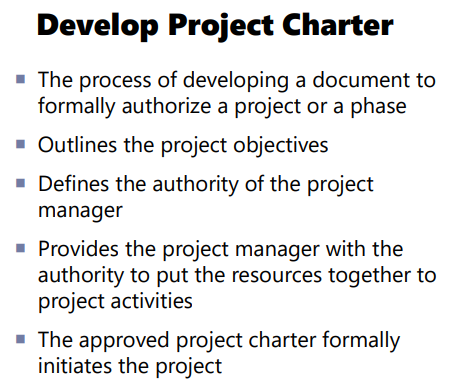 Develop Project Charter
The process of developing a document to
formally authorize a project or a phase
Outlines the project objectives
Defines the authority of the project
manager
Provides the project manager with the
authority to put the resources together to
project activities
The approved project charter formally
initiates the project